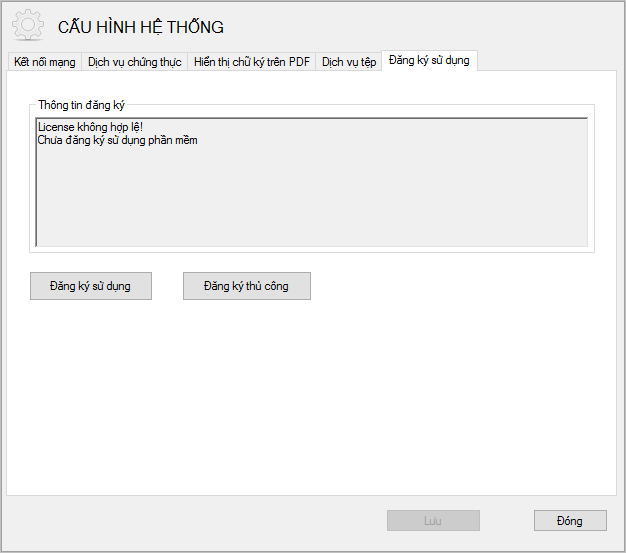 CẤU HÌNH HỆ THỐNG
Kết nối mạng Dịch vụ chứng thực Hiển thị chữ ký trên PDF Dịch vụ tệp Đăng ký sử dụng
Thông tin đăng ký
License không hợp lệ!
Chưa đăng ký sử dụng phần mềm
Đăng ký sử dụng Đăng ký thủ công
Lưu Đóng